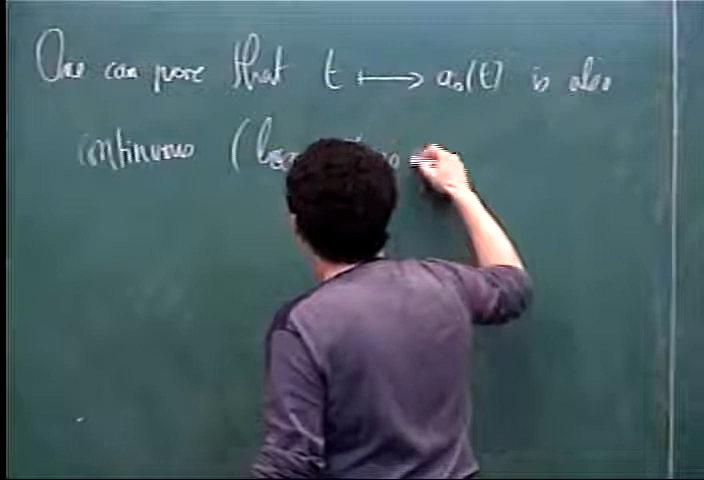 One can prove that t ⟼ a₀(t) is also
continuous (